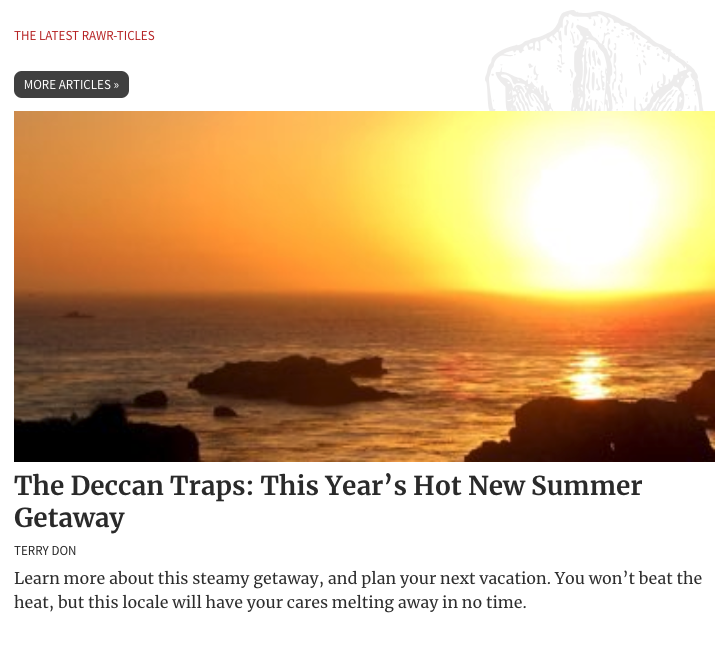 THE LATEST RAWR-TICLES
MORE ARTICLES »
The Deccan Traps: This Year’s Hot New Summer
Getaway
TERRY DON
Learn more about this steamy getaway, and plan your next vacation. You won’t beat the
heat, but this locale will have your cares melting away in no time.